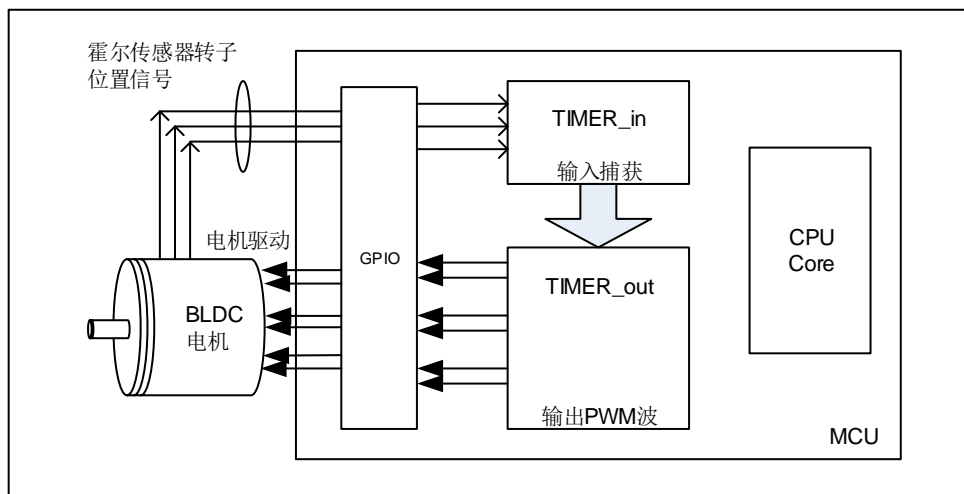 霍尔传感器转子
位置信号
TIMER_in
输入捕获
电机驱动
GPIO
CPU
Core
BLDC
电机
TIMER_out
输出PWM波
MCU